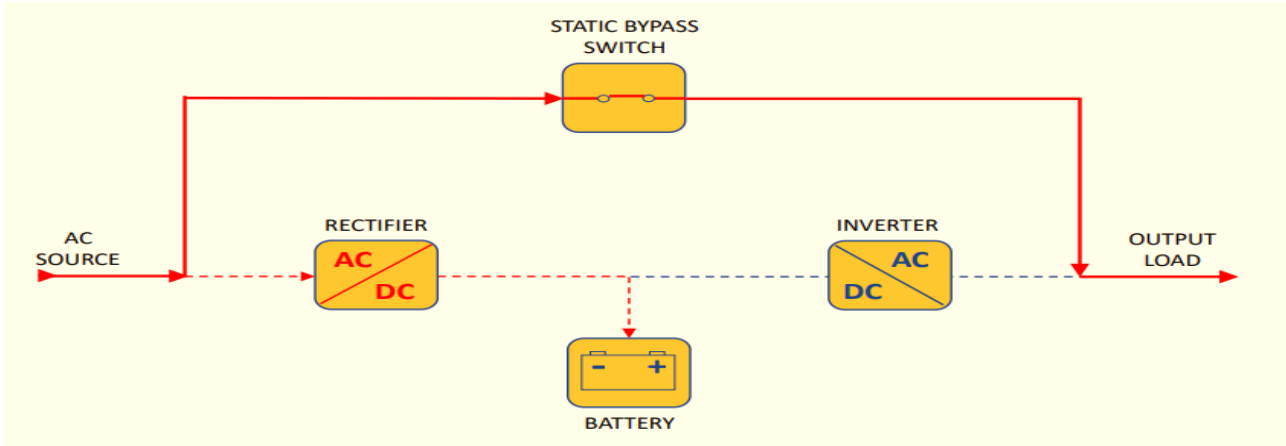 STATIC BYPASS
SWITCH
AC
SOURCE
RECTIFIER
AC
DC
INVERTER
AC
DC
OUTPUT
LOAD
- +
BATTERY